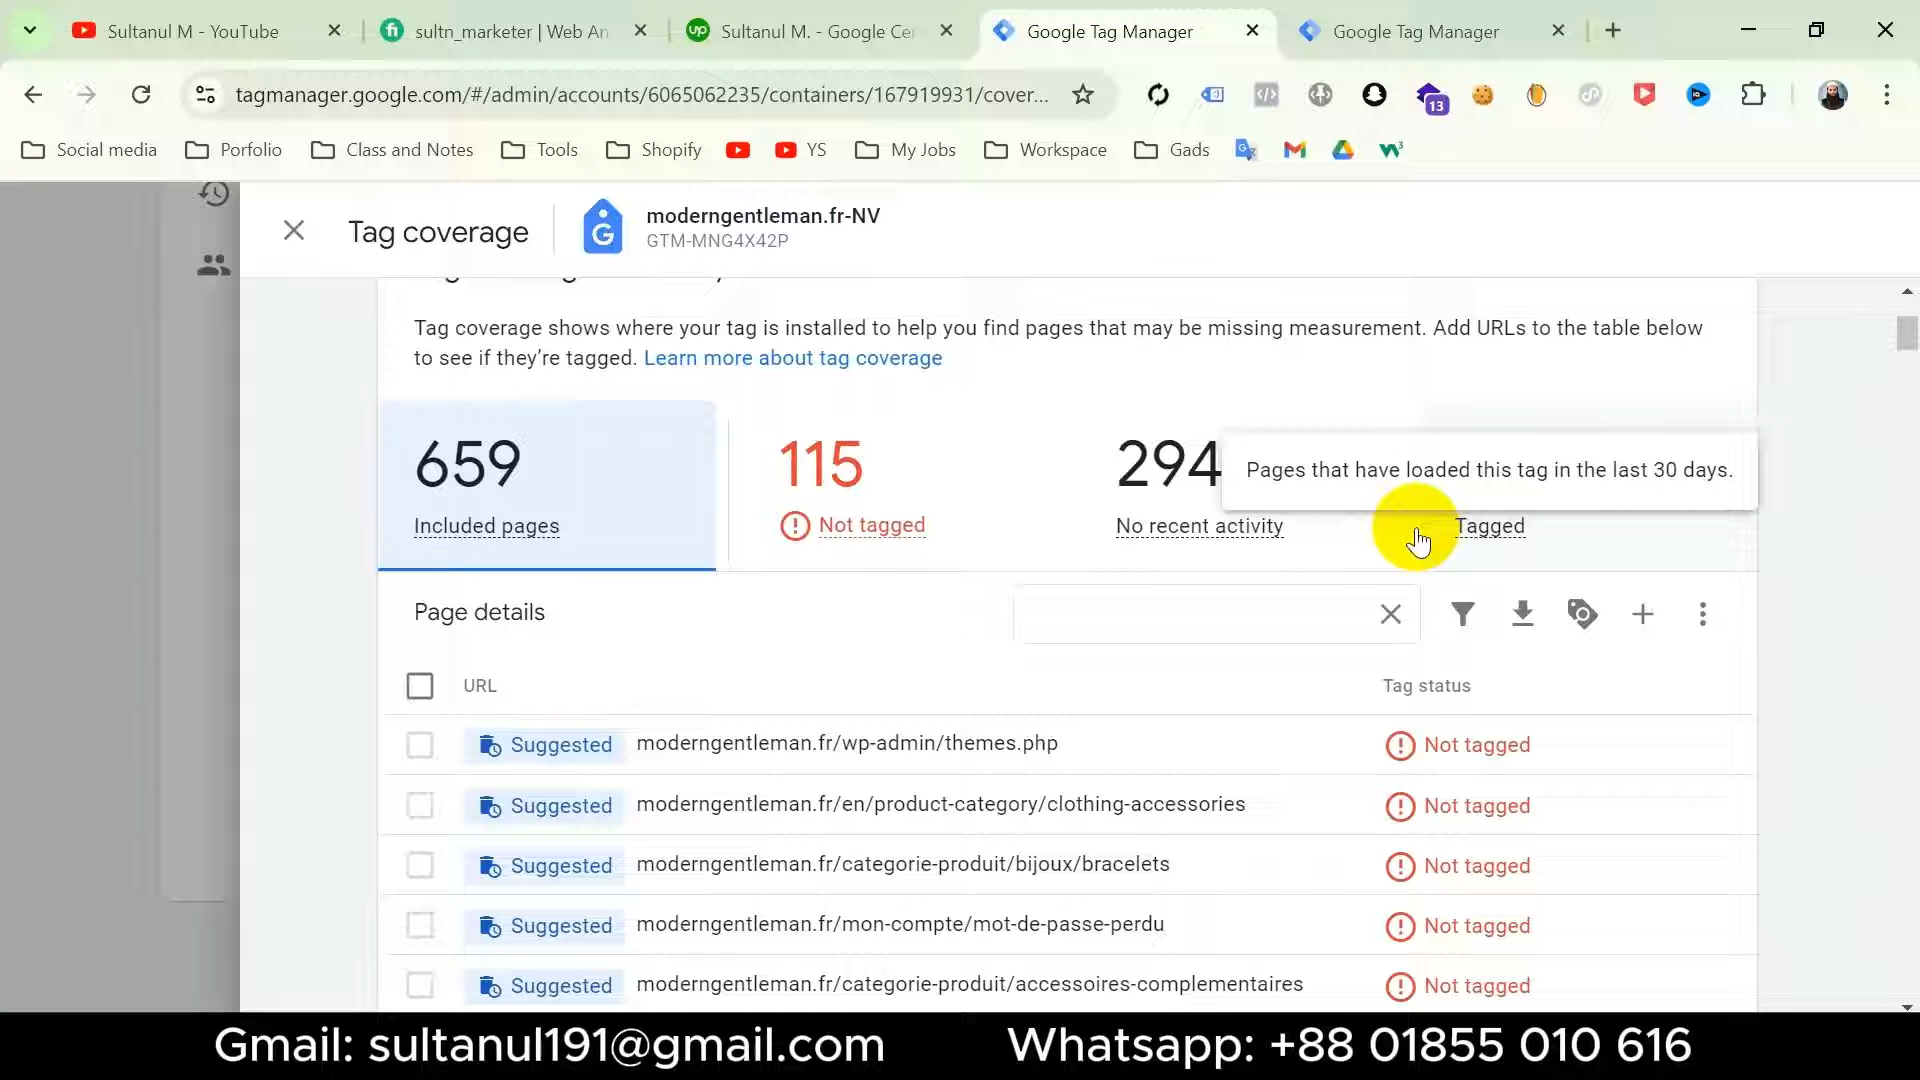 Sultanul M - YouTube
sultn_marketer | Web An
Sultanul M. - Google Cer
Google Tag Manager
Google Tag Manager
tagmanager.google.com/#/admin/accounts/6065062235/containers/167919931/cover...
13
Social media
Porfolio
Class and Notes
Tools
Shopify
YS
My Jobs
Workspace
Gads
Tag coverage
moderngentleman.fr-NV
GTM-MNG4X42P
Tag coverage shows where your tag is installed to help you find pages that may be missing measurement. Add URLs to the table below
to see if they're tagged. Learn more about tag coverage
659
Included pages
115
Not tagged
294
No recent activity
Pages that have loaded this tag in the last 30 days.
Tagged
Page details
URL
Tag status
Suggested moderngentleman.fr/wp-admin/themes.php Not tagged
Suggested moderngentleman.fr/en/product-category/clothing-accessories Not tagged
Suggested moderngentleman.fr/categorie-produit/bijoux/bracelets Not tagged
Suggested moderngentleman.fr/mon-compte/mot-de-passe-perdu Not tagged
Suggested moderngentleman.fr/categorie-produit/accessoires-complementaires Not tagged
Gmail: sultanul191@gmail.com
Whatsapp: +88 01855 010 616